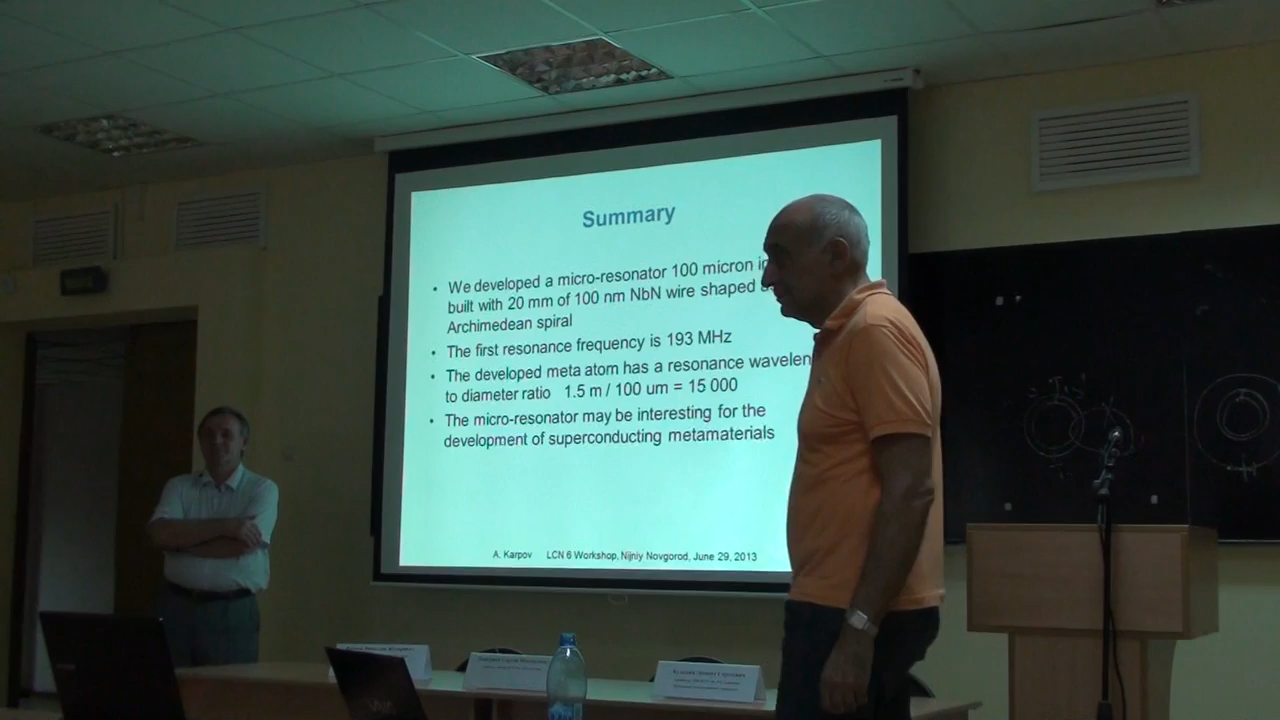 Summary
• We developed a micro-resonator 100 micron in
built with 20 mm of 100 nm NbN wire shaped
Archimedean spiral
• The first resonance frequency is 193 MHz
• The developed meta atom has a resonance wavelen
to diameter ratio 1.5 m / 100 um = 15 000
• The micro-resonator may be interesting for the
development of superconducting metamaterials
A. Karpov LCN 6 Workshop, Nijniy Novgorod, June 29, 2013